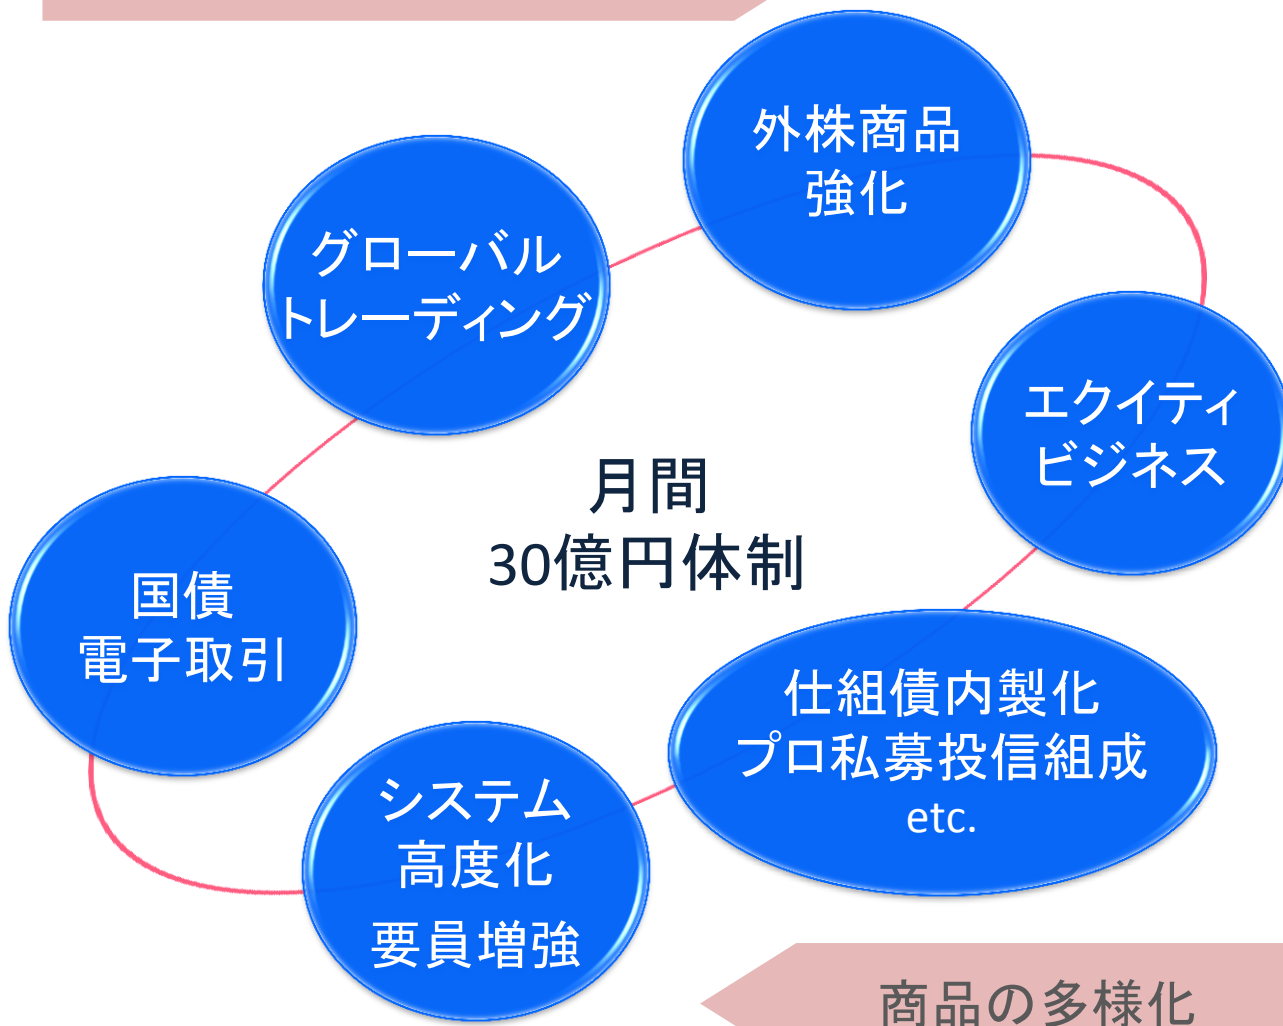 外株商品
強化
グローバル
トレーディング
エクイティ
ビジネス
月間
30億円体制
国債
電子取引
仕組債内製化
プロ私募投信組成
etc.
システム
高度化
要員増強
商品の多様化